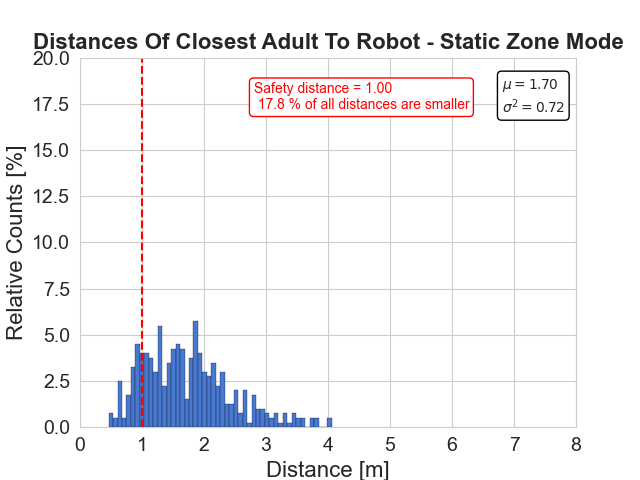 Distances Of Closest Adult To Robot - Static Zone Mode
Relative Counts [%]
20.0
17.5
15.0
12.5
10.0
7.5
5.0
2.5
0.0
Safety distance = 1.00
17.8 % of all distances are smaller
μ = 1.70
σ² = 0.72
0 1 2 3 4 5 6 7 8
Distance [m]